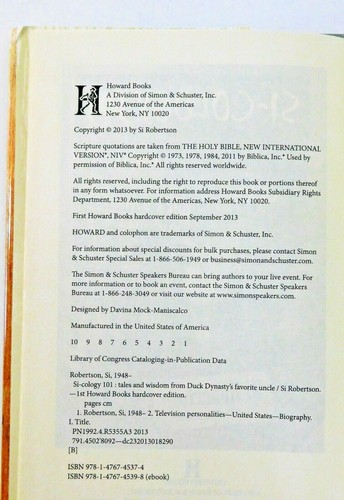 Howard Books
A Division of Simon & Schuster, Inc.
1230 Avenue of the Americas
New York, NY 10020
Copyright © 2013 by Si Robertson
Scripture quotations are taken from THE HOLY BIBLE, NEW INTERNATIONAL
VERSION®, NIV® Copyright © 1973, 1978, 1984, 2011 by Biblica, Inc.® Used by
permission of Biblica, Inc.® All rights reserved worldwide.
All rights reserved, including the right to reproduce this book or portions thereof
in any form whatsoever. For information address Howard Books Subsidiary Rights
Department, 1230 Avenue of the Americas, New York, NY 10020.
First Howard Books hardcover edition September 2013
HOWARD and colophon are trademarks of Simon & Schuster, Inc.
For information about special discounts for bulk purchases, please contact Simon
& Schuster Special Sales at 1-866-506-1949 or business@simonandschuster.com.
The Simon & Schuster Speakers Bureau can bring authors to your live event. For
more information or to book an event, contact the Simon & Schuster Speakers
Bureau at 1-866-248-3049 or visit our website at www.simonspeakers.com.
Designed by Davina Mock-Maniscalco
Manufactured in the United States of America
10 9 8 7 6 5 4 3 2 1
Library of Congress Cataloging-in-Publication Data
Robertson, Si, 1948–
Si-cology 101 : tales and wisdom from Duck Dynasty's favorite uncle / Si Robertson.
—1st Howard Books hardcover edition.
pages cm
1. Robertson, Si, 1948– 2. Television personalities—United States—Biography.
I. Title.
PN1992.4.R5355A3 2013
791.4502'8092—dc232013018290
[B]
ISBN 978-1-4767-4537-4
ISBN 978-1-4767-4539-8 (ebook)